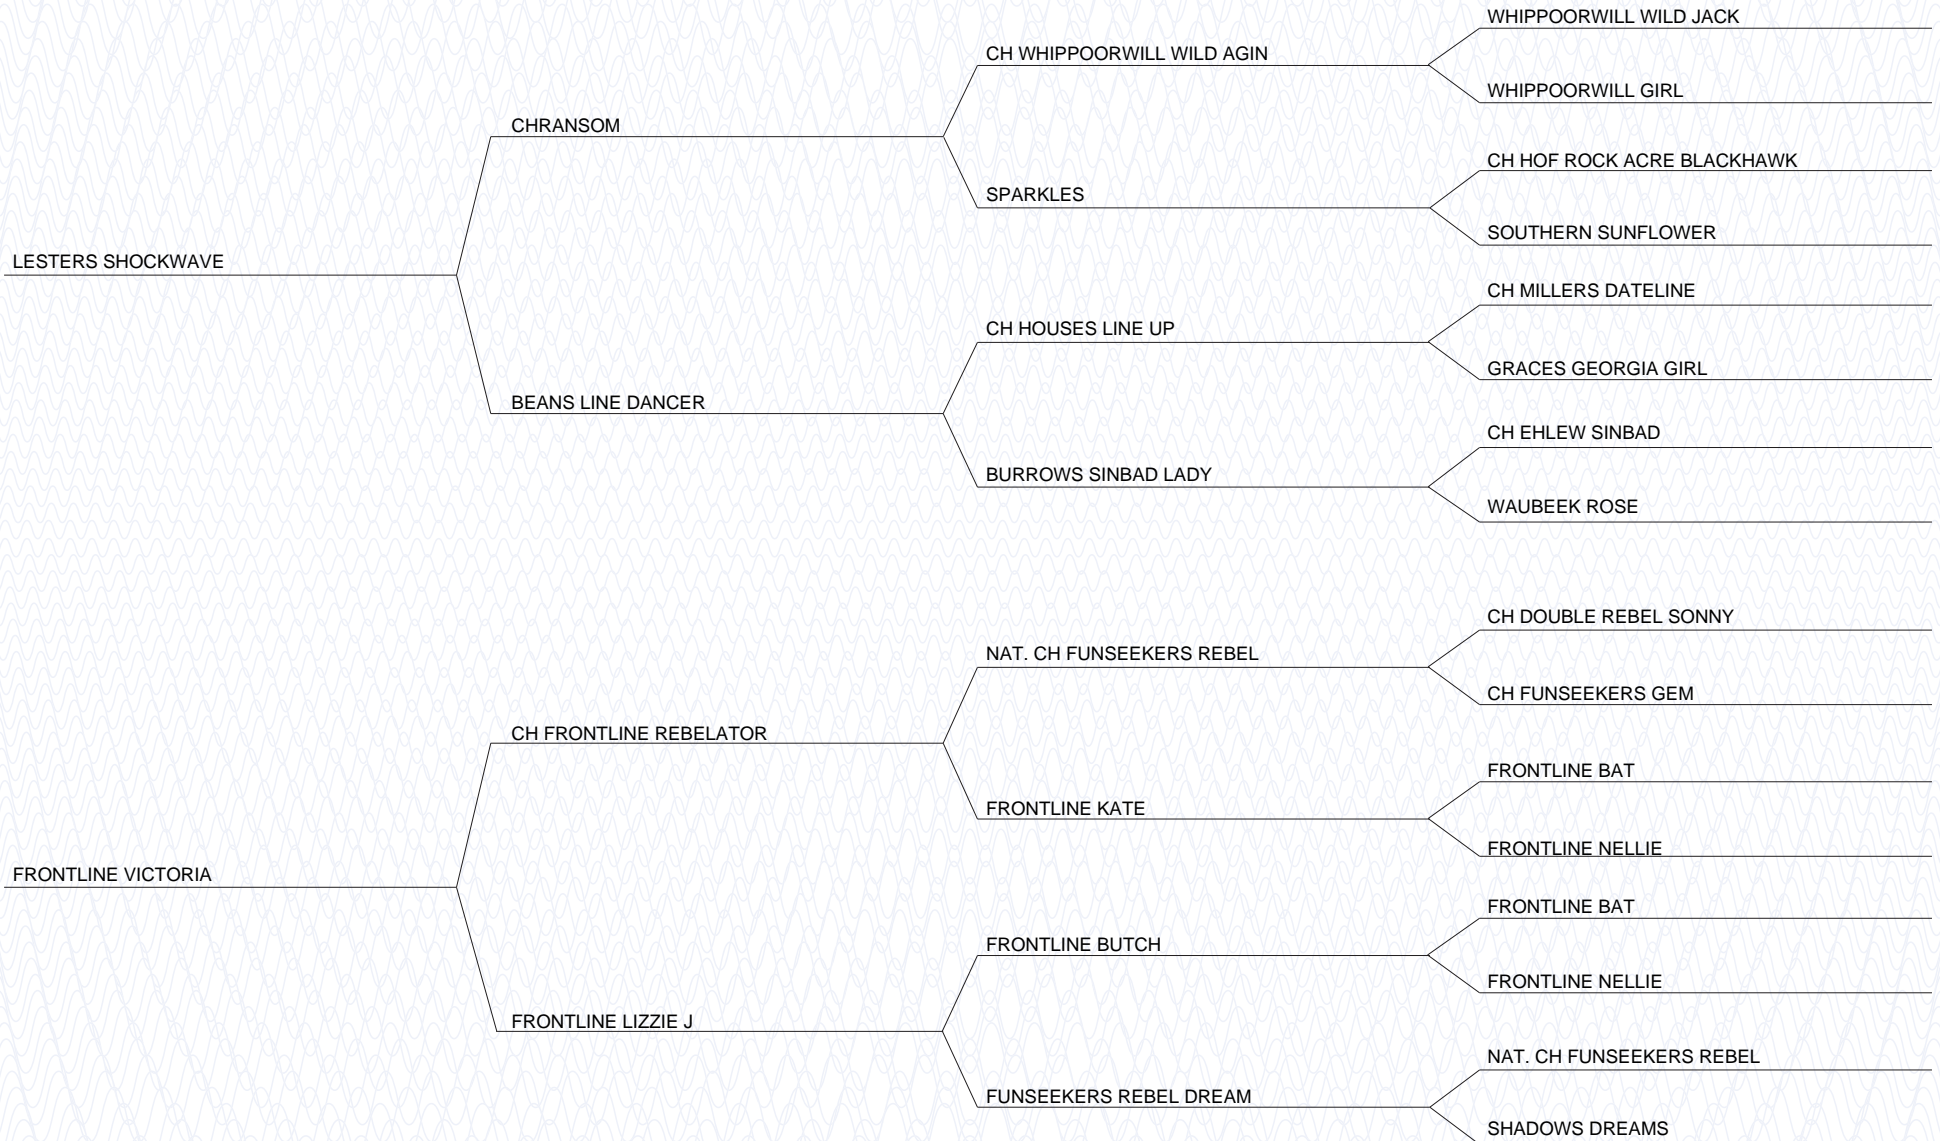 WHIPPOORWILL WILD JACK
CH WHIPPOORWILL WILD AGIN
WHIPPOORWILL GIRL
CHRANSOM
CH HOF ROCK ACRE BLACKHAWK
SPARKLES
SOUTHERN SUNFLOWER
LESTERS SHOCKWAVE
CH MILLERS DATELINE
CH HOUSES LINE UP
GRACES GEORGIA GIRL
BEANS LINE DANCER
CH EHLEW SINBAD
BURROWS SINBAD LADY
WAUBEEK ROSE
CH DOUBLE REBEL SONNY
NAT. CH FUNSEEKERS REBEL
CH FUNSEEKERS GEM
CH FRONTLINE REBELATOR
FRONTLINE BAT
FRONTLINE KATE
FRONTLINE NELLIE
FRONTLINE VICTORIA
FRONTLINE BAT
FRONTLINE BUTCH
FRONTLINE NELLIE
FRONTLINE LIZZIE J
NAT. CH FUNSEEKERS REBEL
FUNSEEKERS REBEL DREAM
SHADOWS DREAMS